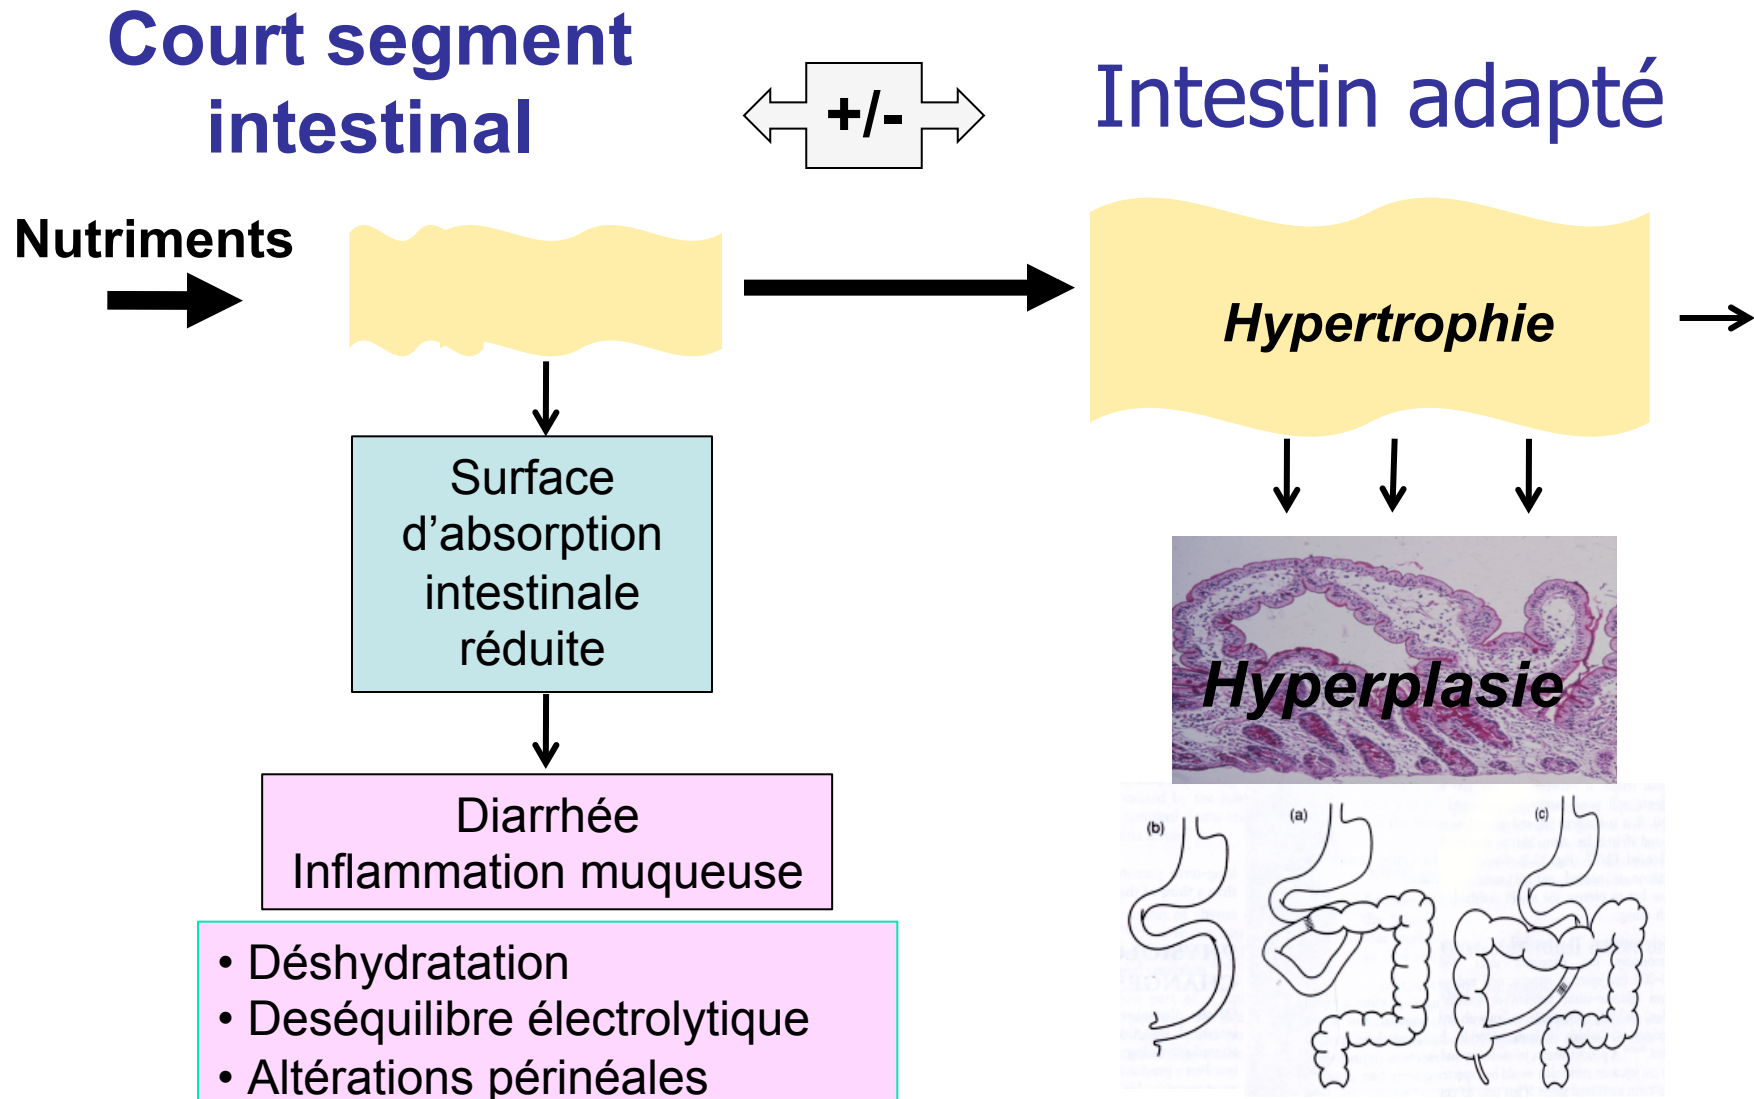 Court segment
intestinal
+/-
Intestin adapté
Nutriments
Hypertrophie
Surface
d’absorption
intestinale
réduite
Hyperplasie
Diarrhée
Inflammation muqueuse
(b)
(a)
(c)
• Déshydratation
• Deséquilibre électrolytique
• Altérations périnéales